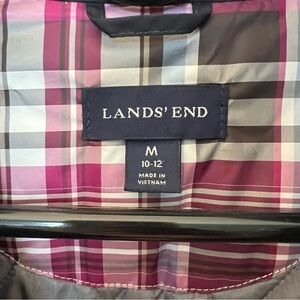 LANDS' END
M
10-12
MADE IN
VIETNAM